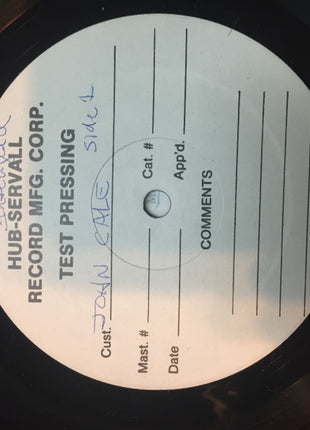 HUB-SERVALL
RECORD MFG. CORP.
TEST PRESSING
Cust. JOHN CALE Side 1
Mast. # Cat. #
Date App'd.
COMMENTS